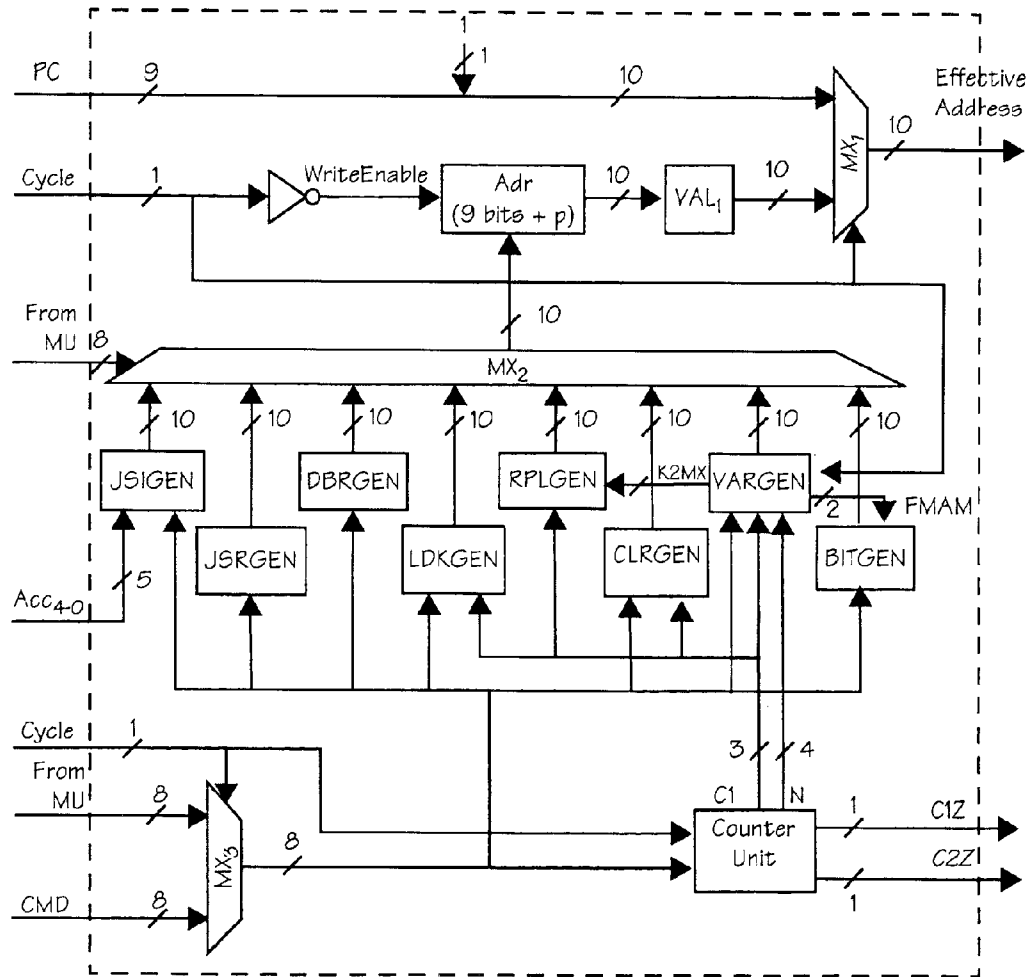 1
1
PC
9
10
Effective
Address
10
MX1
Cycle
1
WriteEnable
Adr
(9 bits + p)
10
VAL1
10
From
MU
8
10
MX2
10
10
10
10
10
10
10
10
JSIGEN
DBRGEN
RPLGEN
K2MX
VARGEN
2
FMAM
JSRGEN
LDKGEN
CLRGEN
BITGEN
5
Acc4-0
Cycle
1
From
MU
8
3
4
C1
N
Counter
Unit
1
C1Z
C2Z
1
MX3
8
CMD
8